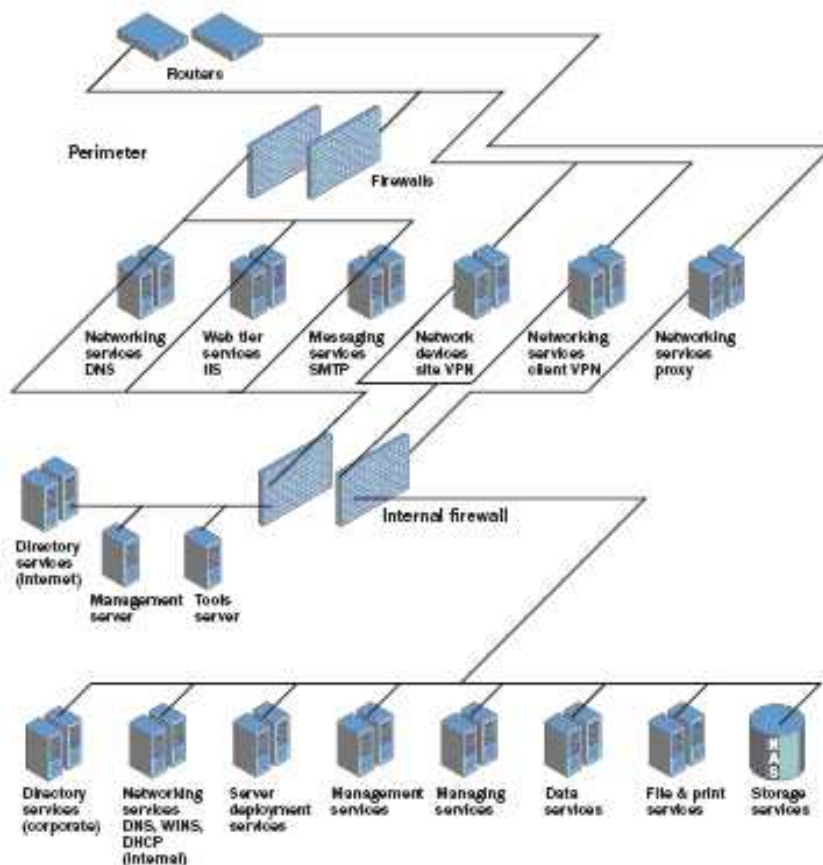 Routers
Perimeter
Firewalls
Networking
services
DNS
Web tier
services
IIS
Messaging
services
SMTP
Network
devices
site VPN
Networking
services
client VPN
Networking
services
proxy
Internal firewall
Directory
services
(Internet)
Management
server
Tools
server
Directory
services
(corporate)
Networking
services
DNS, WINS,
DHCP
(Internal)
Server
deployment
services
Management
services
Managing
services
Data
services
File & print
services
NAS
Storage
services